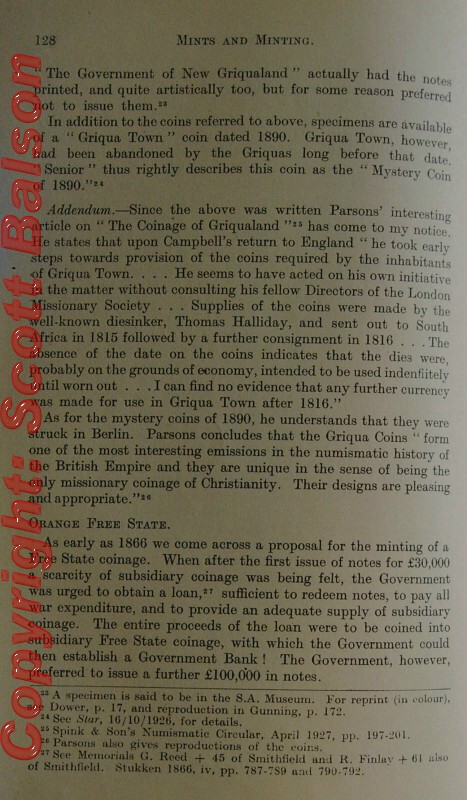 128 MINTS AND MINTING.
"The Government of New Griqualand" actually had the notes
printed, and quite artistically too, but for some reason preferred
not to issue them.²³
In addition to the coins referred to above, specimens are available
of a "Griqua Town" coin dated 1890. Griqua Town, however,
had been abandoned by the Griquas long before that date.
"Senior" thus rightly describes this coin as the "Mystery Coin
of 1890."²⁴
Addendum.—Since the above was written Parsons' interesting
article on "The Coinage of Griqualand"²⁵ has come to my notice.
He states that upon Campbell's return to England "he took early
steps towards provision of the coins required by the inhabitants
of Griqua Town. . . . He seems to have acted on his own initiative
in the matter without consulting his fellow Directors of the London
Missionary Society . . . Supplies of the coins were made by the
well-known diesinker, Thomas Halliday, and sent out to South
Africa in 1815 followed by a further consignment in 1816 . . . The
absence of the date on the coins indicates that the dies were,
probably on the grounds of economy, intended to be used indenfiitely
until worn out . . . I can find no evidence that any further currency
was made for use in Griqua Town after 1816."
As for the mystery coins of 1890, he understands that they were
struck in Berlin. Parsons concludes that the Griqua Coins "form
one of the most interesting emissions in the numismatic history of
the British Empire and they are unique in the sense of being the
only missionary coinage of Christianity. Their designs are pleasing
and appropriate."²⁶
ORANGE FREE STATE.
As early as 1866 we come across a proposal for the minting of a
Free State coinage. When after the first issue of notes for £30,000
a scarcity of subsidiary coinage was being felt, the Government
was urged to obtain a loan,²⁷ sufficient to redeem notes, to pay all
war expenditure, and to provide an adequate supply of subsidiary
coinage. The entire proceeds of the loan were to be coined into
subsidiary Free State coinage, with which the Government could
then establish a Government Bank! The Government, however,
preferred to issue a further £100,000 in notes.
²³ A specimen is said to be in the S.A. Museum. For reprint (in colour),
see Dower, p. 17, and reproduction in Gunning, p. 172.
²⁴ See Star, 16/10/1926, for details.
²⁵ Spink & Son's Numismatic Circular, April 1927, pp. 197-201.
²⁶ Parsons also gives reproductions of the coins.
²⁷ See Memorials G. Reed + 45 of Smithfield and R. Finlay + 61 also
of Smithfield. Stukken 1866, iv, pp. 787-789 and 790-792.
Copyright: Scott Balson